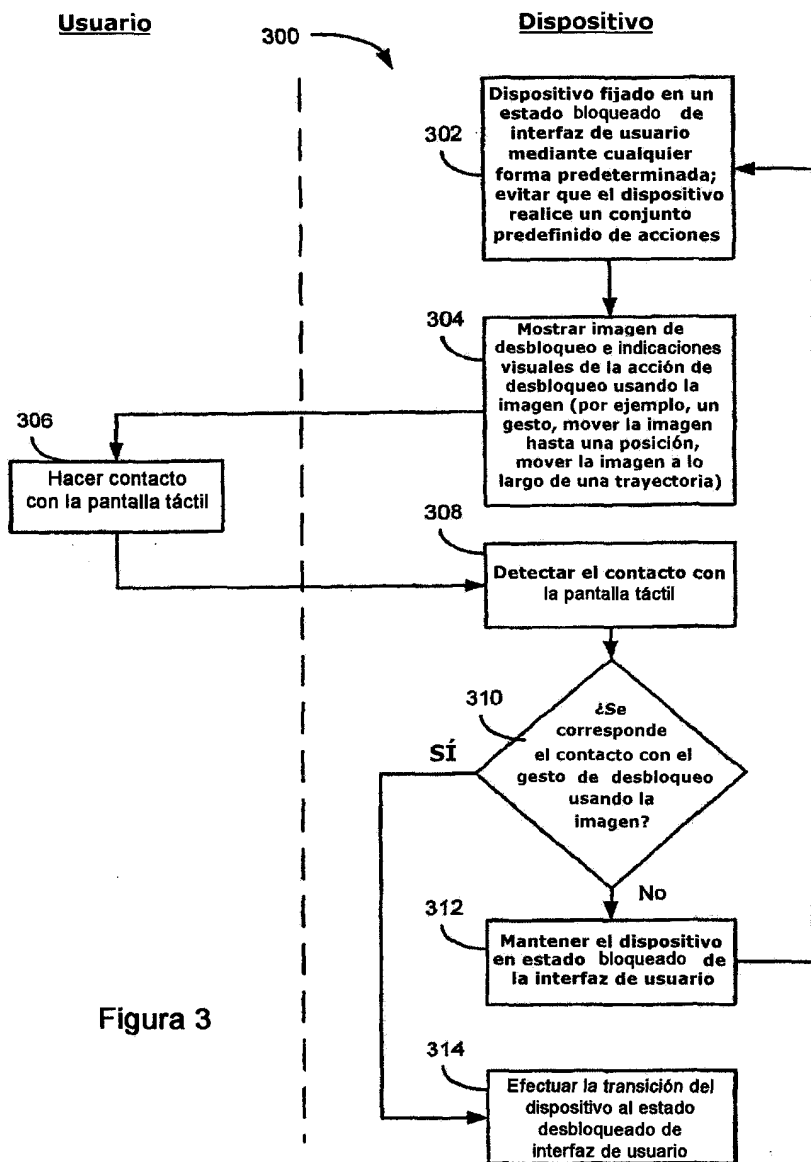 Usuario
Dispositivo
300
302
Dispositivo fijado en un
estado bloqueado de
interfaz de usuario
mediante cualquier
forma predeterminada;
evitar que el dispositivo
realice un conjunto
predefinido de acciones
304
Mostrar imagen de
desbloqueo e indicaciones
visuales de la acción de
desbloqueo usando la
imagen (por ejemplo, un
gesto, mover la imagen
hasta una posición,
mover la imagen a lo
largo de una trayectoria)
306
Hacer contacto
con la pantalla táctil
308
Detectar el contacto con
la pantalla táctil
310
¿Se
corresponde
el contacto con el
gesto de desbloqueo
usando la
imagen?
SÍ
No
312
Mantener el dispositivo
en estado bloqueado de
la interfaz de usuario
Figura 3
314
Efectuar la transición del
dispositivo al estado
desbloqueado de
interfaz de usuario